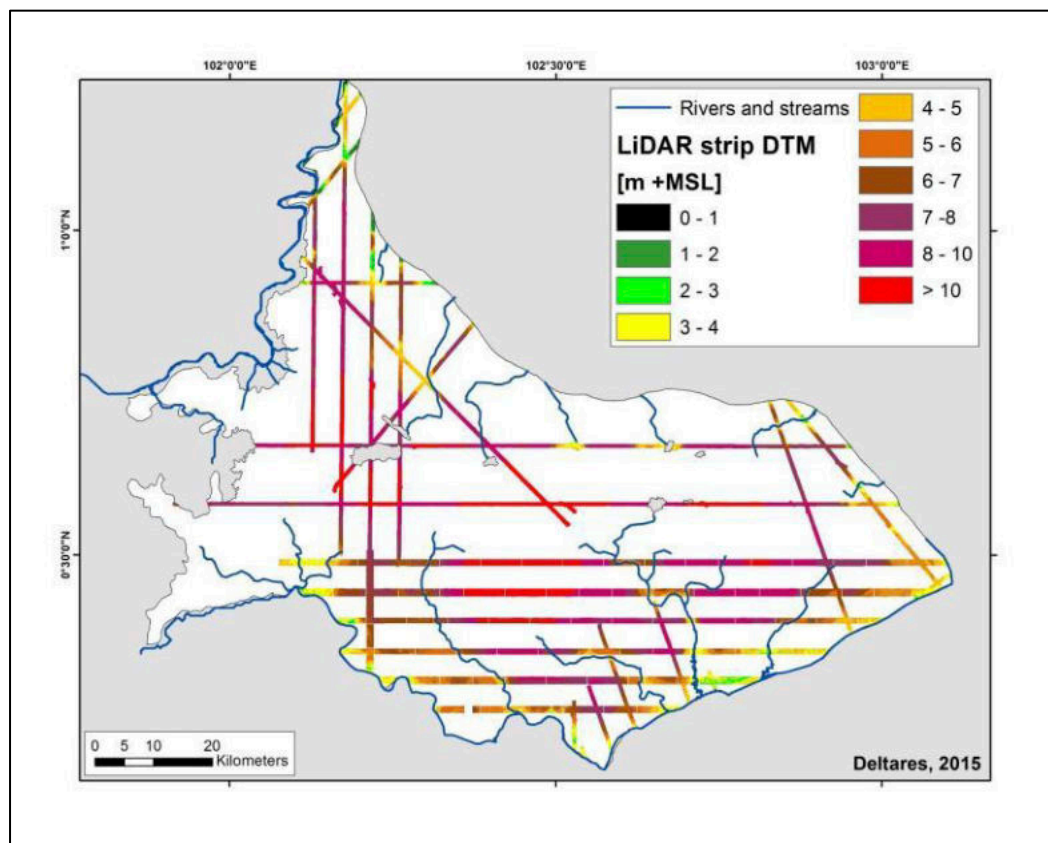 102°0'0"E 102°30'0"E 103°0'0"E
1°0'0"N
0°30'0"N
Rivers and streams
LiDAR strip DTM
[m +MSL]
0 - 1
1 - 2
2 - 3
3 - 4
4 - 5
5 - 6
6 - 7
7 -8
8 - 10
> 10
0 5 10 20
Kilometers
Deltares, 2015